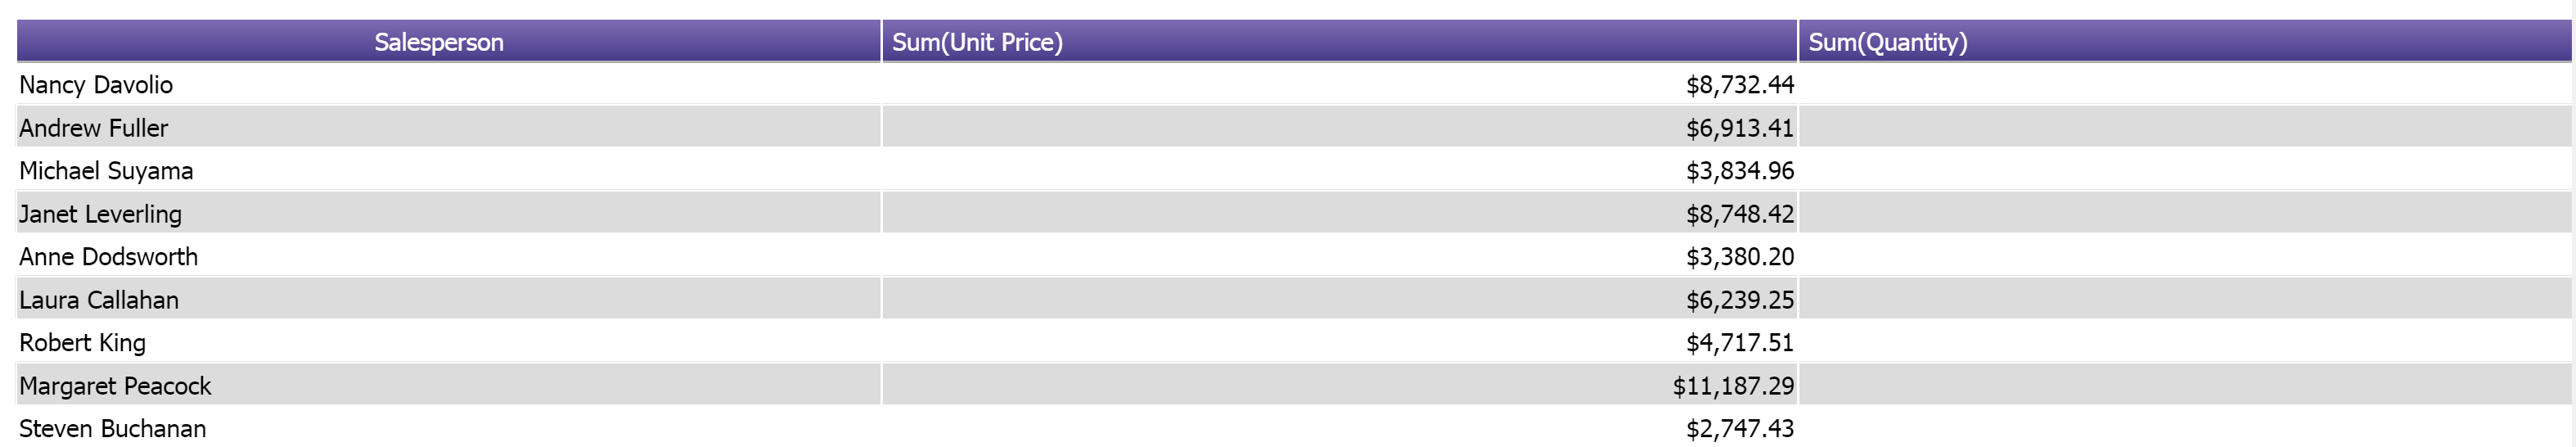 Salesperson Sum(Unit Price) Sum(Quantity)
Nancy Davolio $8,732.44
Andrew Fuller $6,913.41
Michael Suyama $3,834.96
Janet Leverling $8,748.42
Anne Dodsworth $3,380.20
Laura Callahan $6,239.25
Robert King $4,717.51
Margaret Peacock $11,187.29
Steven Buchanan $2,747.43